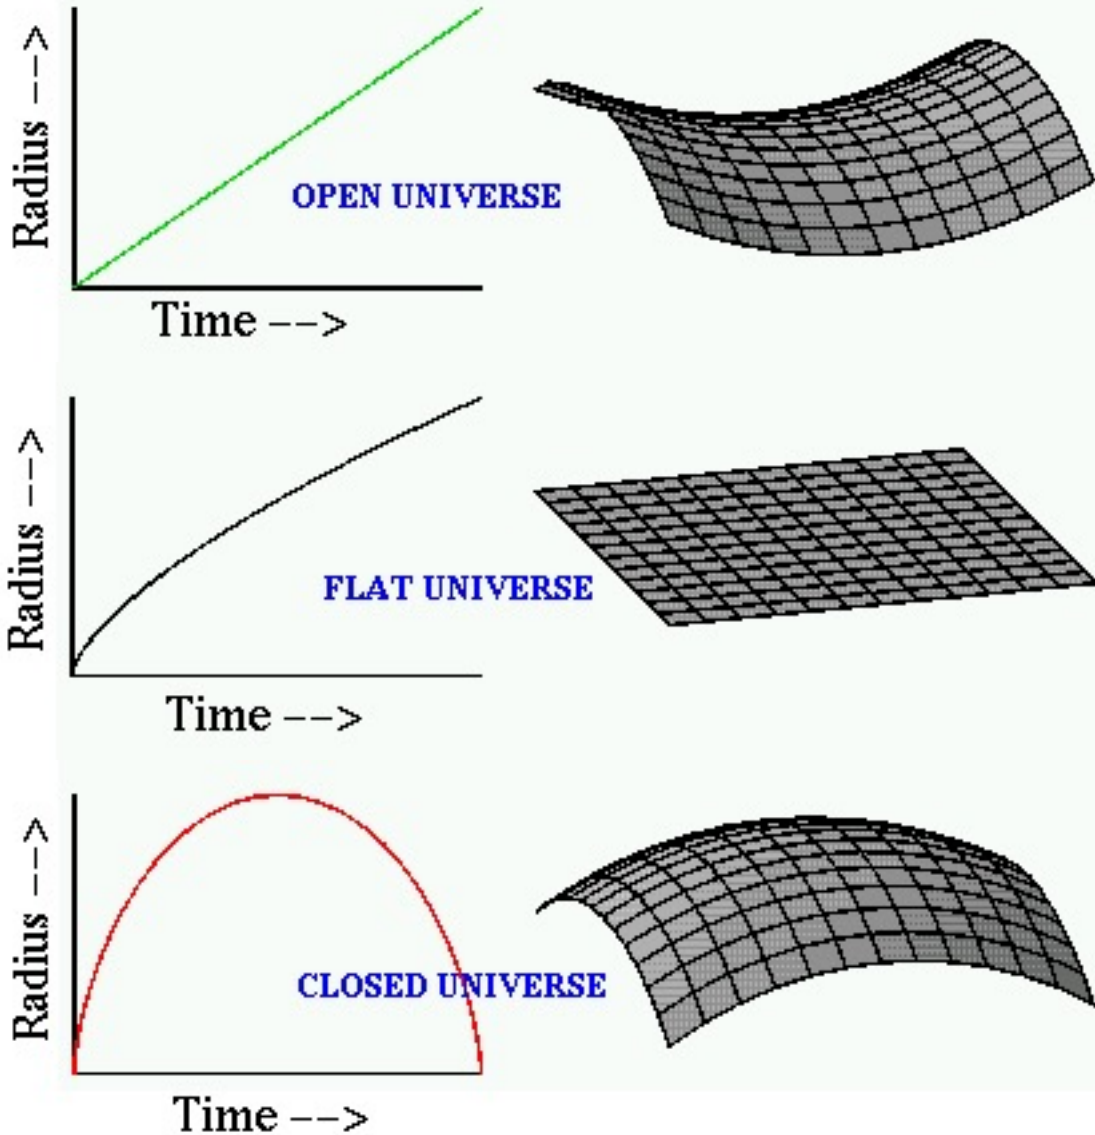 Radius -->
OPEN UNIVERSE
Time -->
Radius -->
FLAT UNIVERSE
Time -->
Radius -->
CLOSED UNIVERSE
Time -->